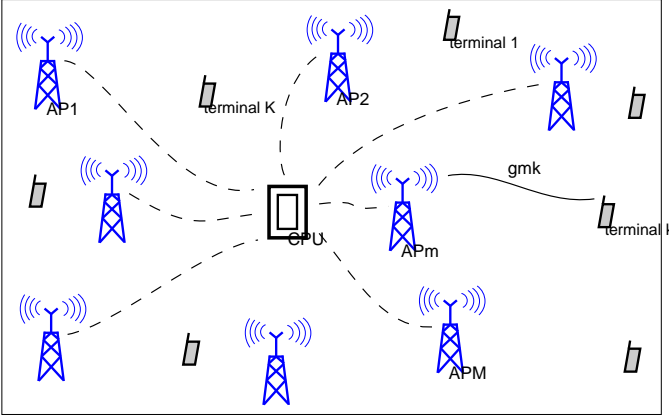 terminal 1
AP1
terminal K
AP2
gmk
CPU
APm
terminal k
APM